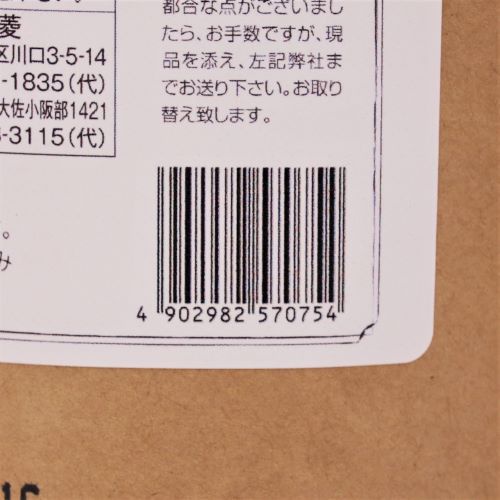 菱
区川口3-5-14
-1835(代)
大佐小阪部1421
-3115(代)
都合な点がございまし
たら、お手数ですが、現
品を添え、左記弊社ま
でお送り下さい。お取り
替え致します。
。
み
4 902982 570754